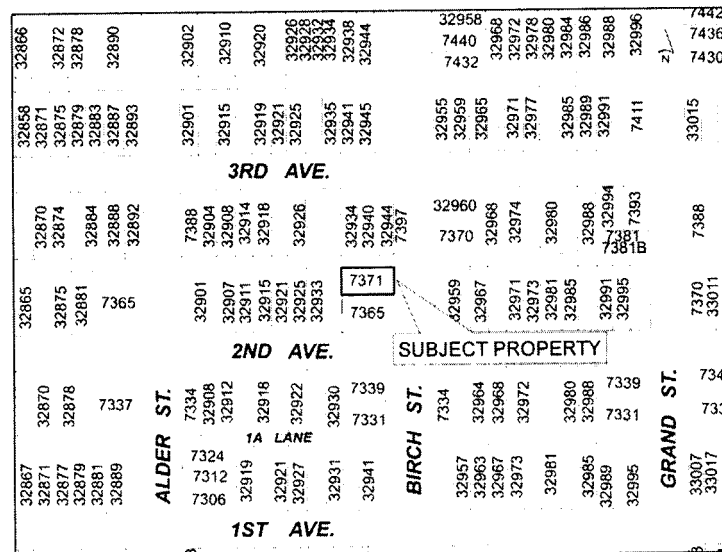 32866 32872 32878 32890 32902 32910 32920 32926 32928 32932 32934 32938 32944 32958 32968 32972 32978 32980 32984 32986 32988 32996 7442
7440 7436
7432 7430
32858 32871 32875 32879 32883 32887 32893 32901 32915 32919 32921 32925 32935 32941 32945 32955 32959 32965 32971 32977 32985 32989 32991 7411 33015
3RD AVE.
32870 32874 32884 32888 32892 7388 32904 32908 32914 32918 32926 32934 32940 32944 7397 32960 32968 32974 32980 32988 32994 7393 7388
7370 7381
7381B
32865 32875 32881 7365 32901 32907 32911 32915 32921 32925 32933 7371 32959 32967 32971 32973 32981 32985 32991 32995 7370 33011
7365
2ND AVE. SUBJECT PROPERTY
32870 32878 7337 ALDER ST. 7334 32908 32912 32918 32922 32930 7339 BIRCH ST. 7334 32964 32968 32972 32980 32988 7339 GRAND ST.
7331 7331
1A LANE
32867 32871 32877 32879 32881 32889 7324 32919 32921 32927 32931 32941 32957 32963 32967 32973 32981 32985 32989 32995 33007 33017
7312
7306
1ST AVE.